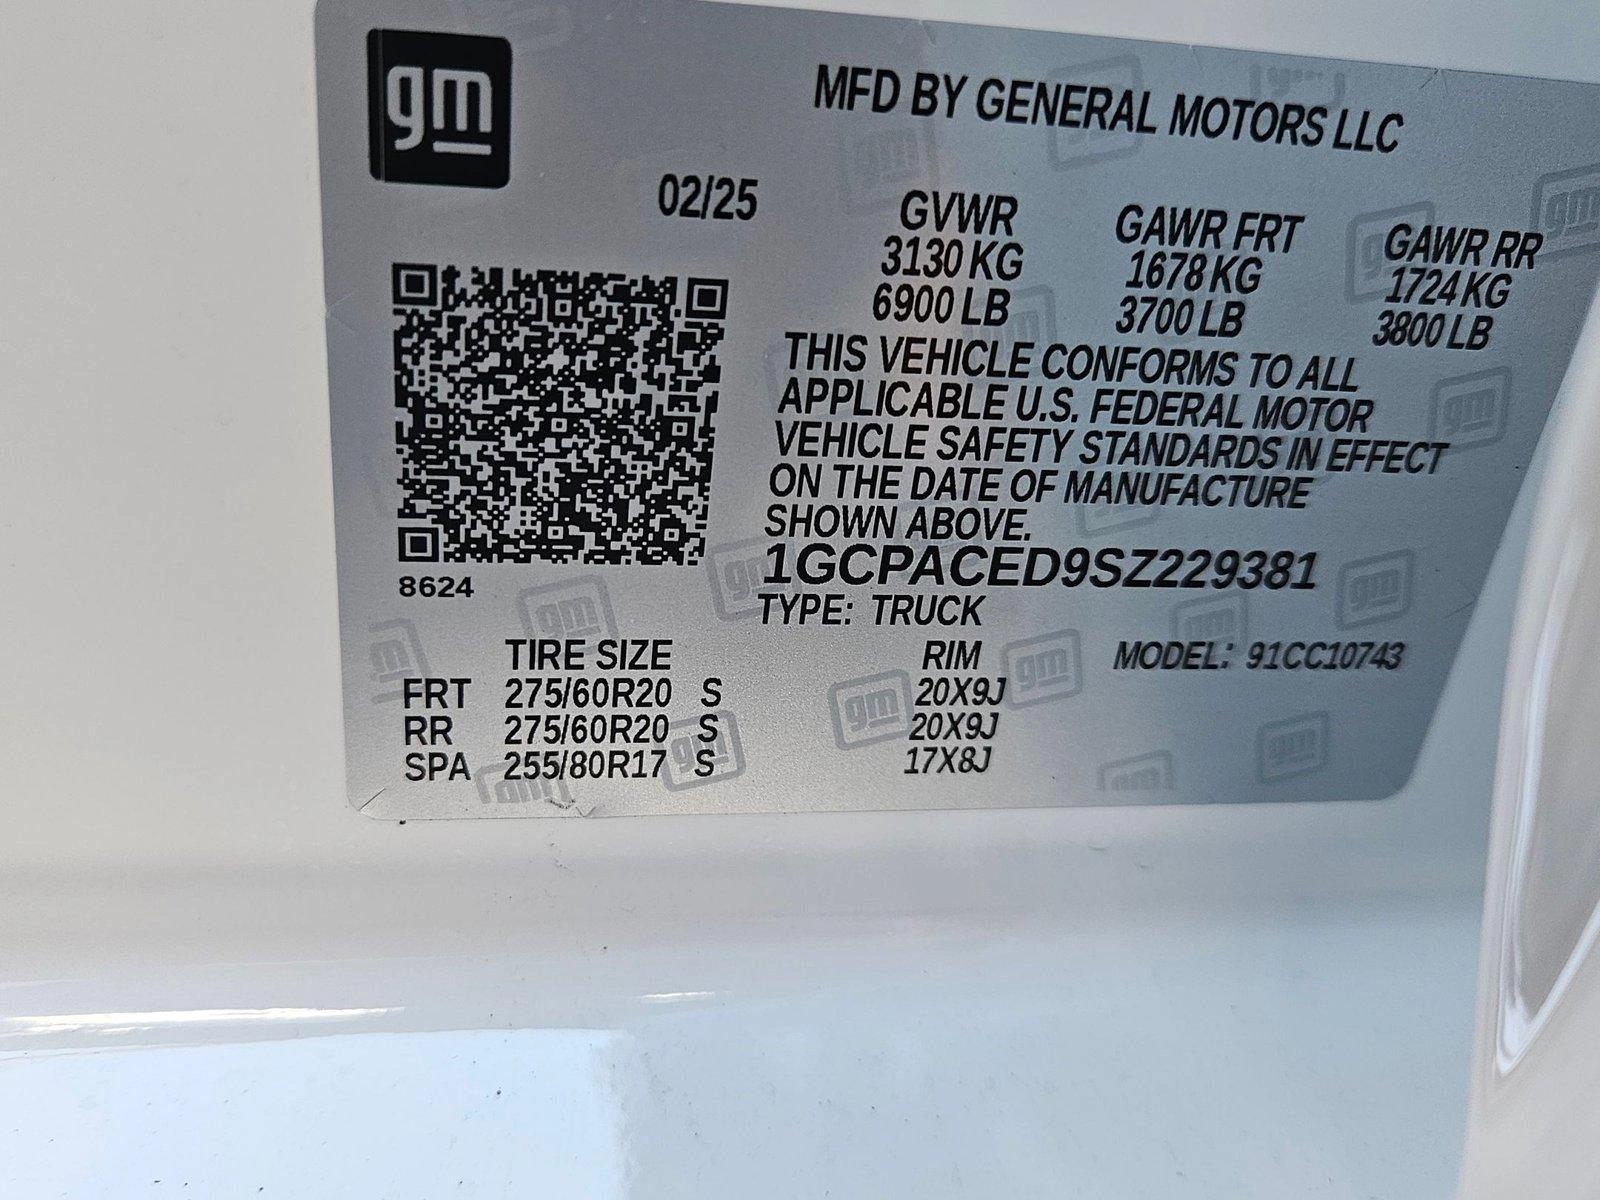 gm
MFD BY GENERAL MOTORS LLC
02/25
GVWR GAWR FRT GAWR RR
3130 KG 1678 KG 1724 KG
6900 LB 3700 LB 3800 LB
THIS VEHICLE CONFORMS TO ALL
APPLICABLE U.S. FEDERAL MOTOR
VEHICLE SAFETY STANDARDS IN EFFECT
ON THE DATE OF MANUFACTURE
SHOWN ABOVE.
1GCPACED9SZ229381
8624
TYPE: TRUCK
TIRE SIZE RIM MODEL: 91CC10743
FRT 275/60R20 S 20X9J
RR 275/60R20 S 20X9J
SPA 255/80R17 S 17X8J